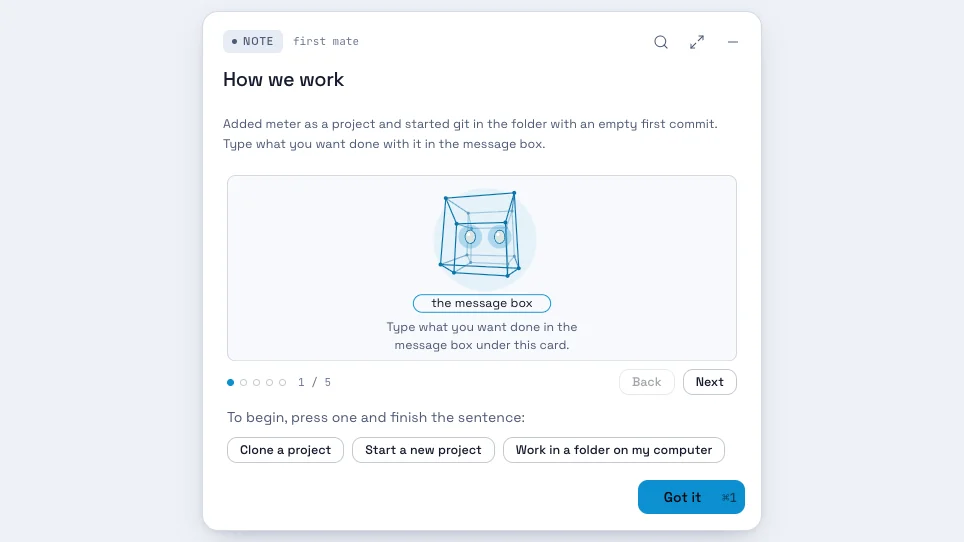 NOTE first mate
How we work
Added meter as a project and started git in the folder with an empty first commit.
Type what you want done with it in the message box.
the message box
Type what you want done in the
message box under this card.
1 / 5
Back
Next
To begin, press one and finish the sentence:
Clone a project
Start a new project
Work in a folder on my computer
Got it ⌘1